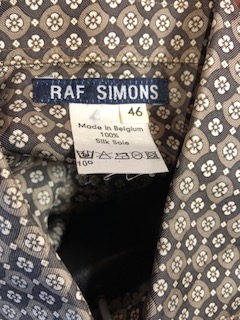 RAF SIMONS
46
Made in Belgium
100%
Silk Soie